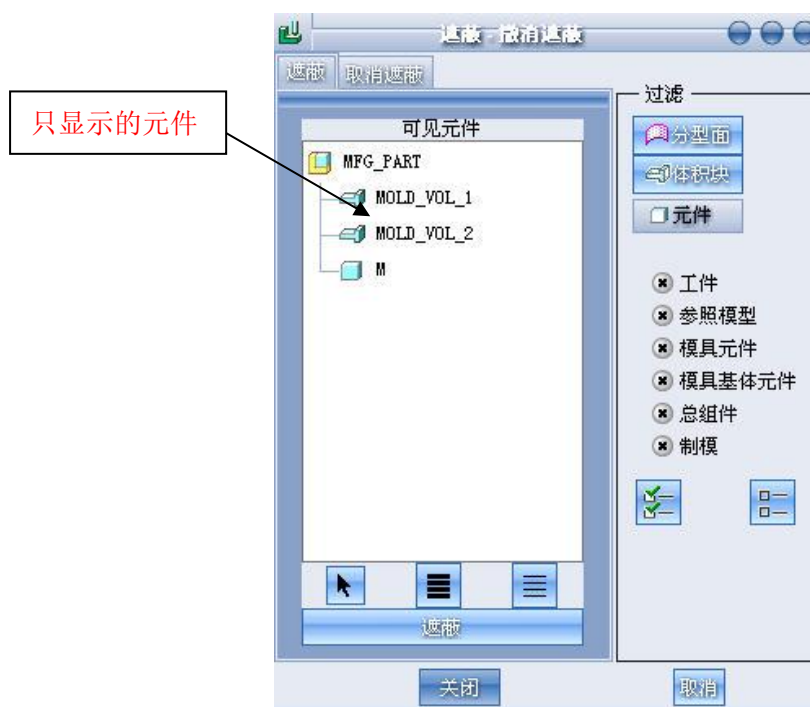 遮蔽 - 撤消遮蔽
遮蔽 取消遮蔽
只显示的元件
可见元件
MFG_PART
MOLD_VOL_1
MOLD_VOL_2
M
遮蔽
过滤
分型面
体积块
元件
工件
参照模型
模具元件
模具基体元件
总组件
制模
关闭
取消